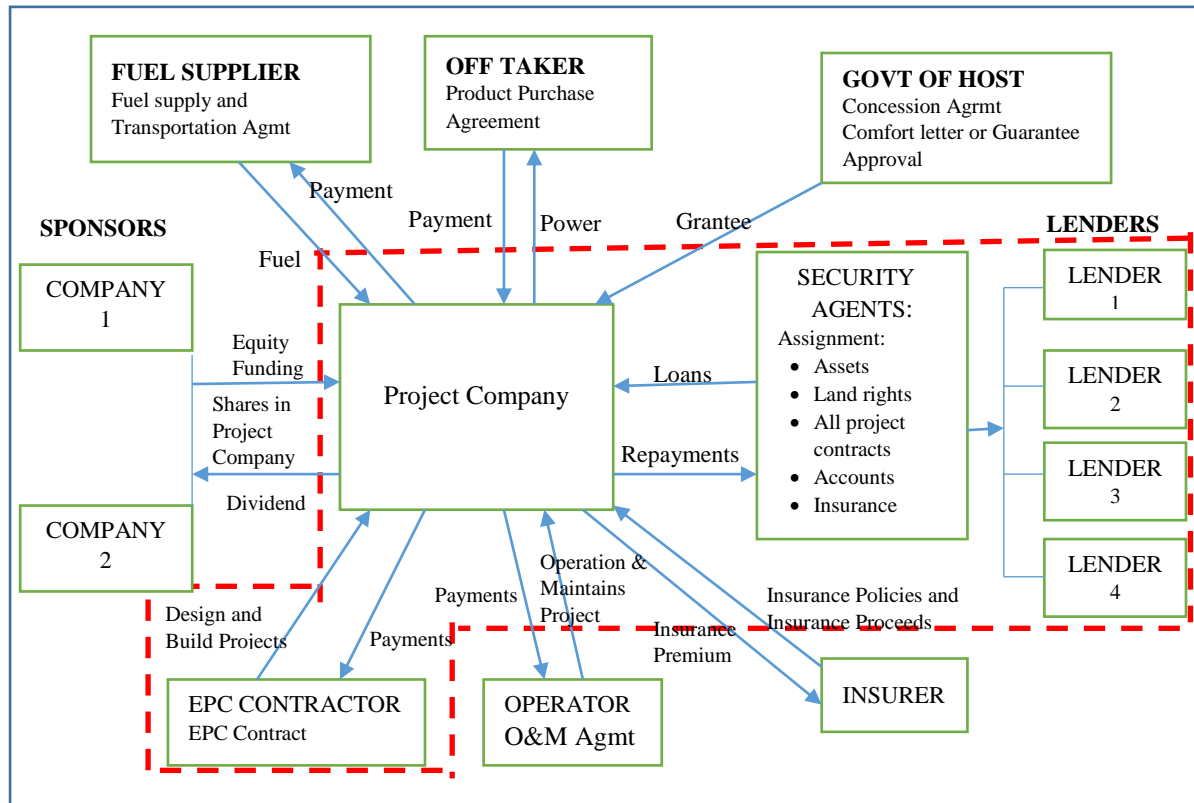 FUEL SUPPLIER
Fuel supply and
Transportation Agmt
OFF TAKER
Product Purchase
Agreement
GOVT OF HOST
Concession Agrmt
Comfort letter or Guarantee
Approval
Payment
Payment
Power
Grantee
SPONSORS
LENDERS
Fuel
COMPANY
1
SECURITY
AGENTS:
Assignment:
• Assets
• Land rights
• All project
contracts
• Accounts
• Insurance
LENDER
1
Equity
Funding
Project Company
Loans
LENDER
2
Shares in
Project
Company
Repayments
LENDER
3
Dividend
COMPANY
2
LENDER
4
Design and
Build Projects
Payments
Payments
Operation &
Maintains
Project
Insurance
Premium
Insurance Policies and
Insurance Proceeds
EPC CONTRACTOR
EPC Contract
OPERATOR
O&M Agmt
INSURER